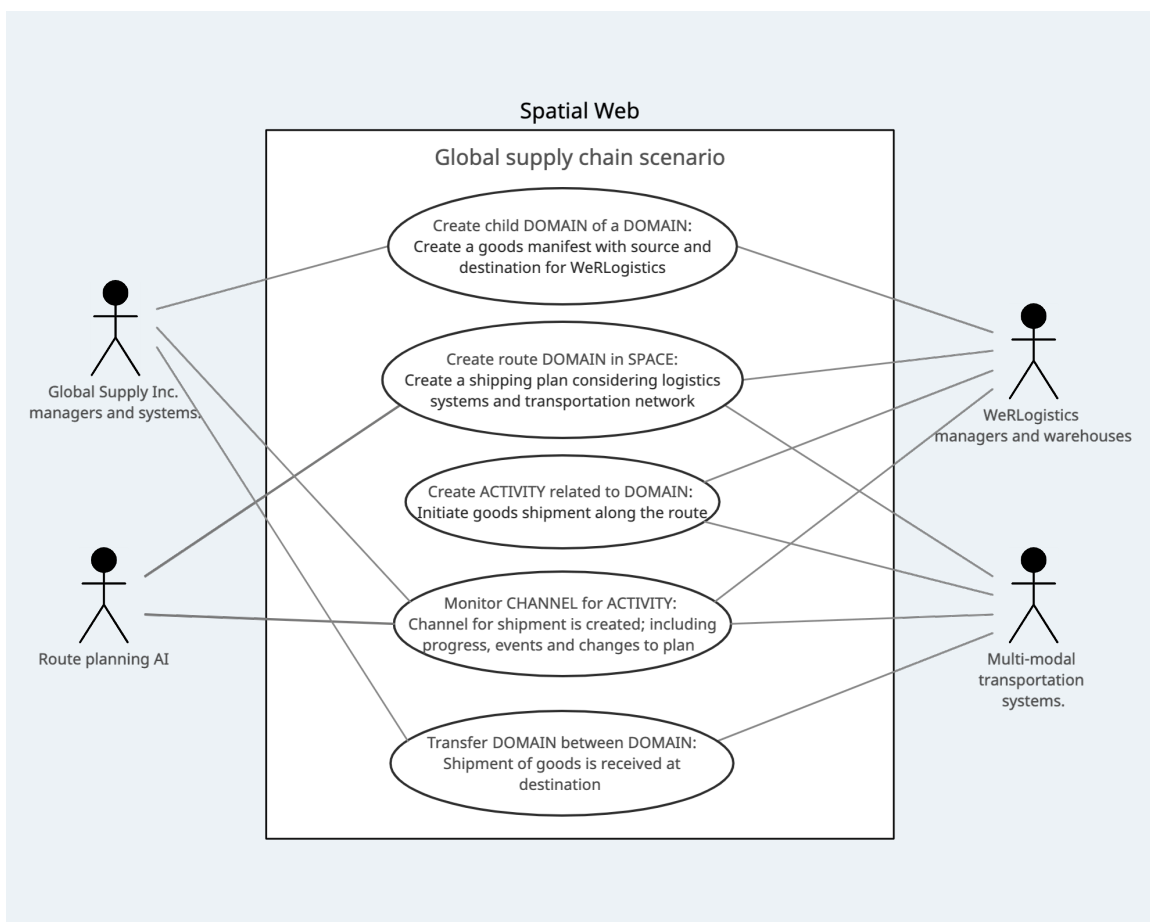 Spatial Web
Global supply chain scenario
Create child DOMAIN of a DOMAIN:
Create a goods manifest with source and
destination for WeRLogistics
Create route DOMAIN in SPACE:
Create a shipping plan considering logistics
systems and transportation network
Create ACTIVITY related to DOMAIN:
Initiate goods shipment along the route
Monitor CHANNEL for ACTIVITY:
Channel for shipment is created; including
progress, events and changes to plan
Transfer DOMAIN between DOMAIN:
Shipment of goods is received at
destination
Global Supply Inc.
managers and systems.
Route planning AI
WeRLogistics
managers and warehouses
Multi-modal
transportation
systems.